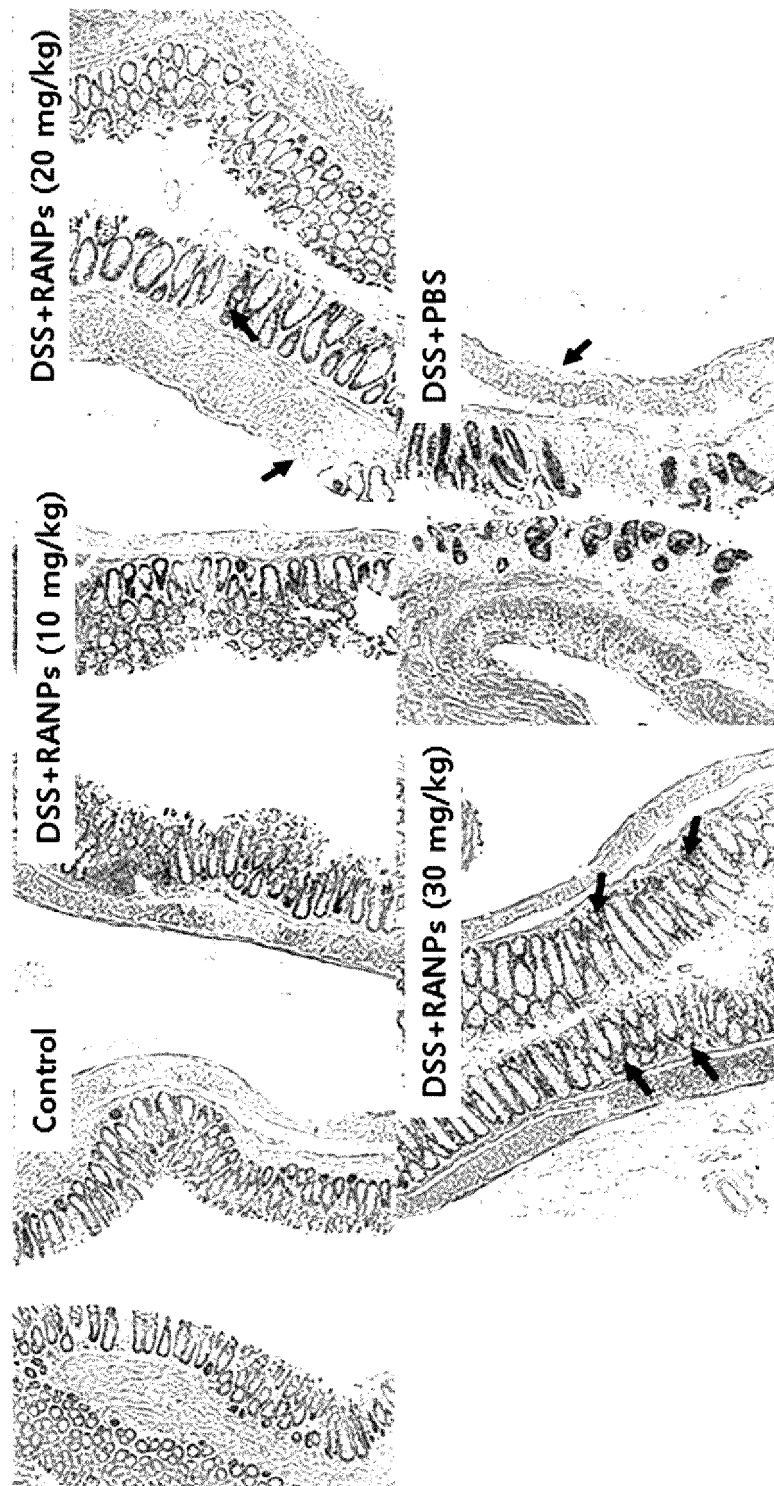 Control
DSS+RANPs (10 mg/kg)
DSS+RANPs (20 mg/kg)
DSS+RANPs (30 mg/kg)
DSS+PBS